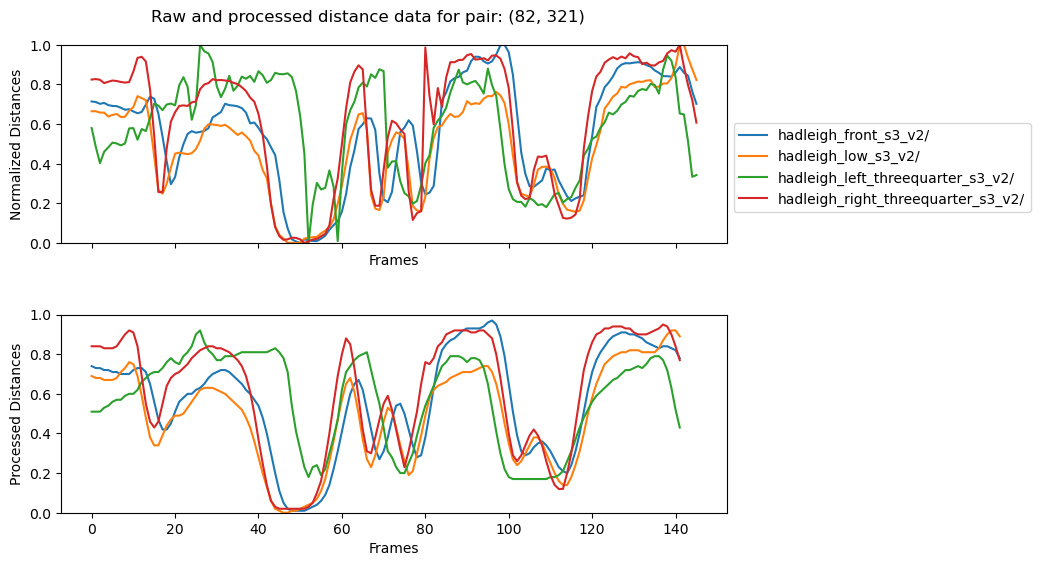 Raw and processed distance data for pair: (82, 321)
Normalized Distances
1.0
0.8
0.6
0.4
0.2
0.0
Frames
hadleigh_front_s3_v2/
hadleigh_low_s3_v2/
hadleigh_left_threequarter_s3_v2/
hadleigh_right_threequarter_s3_v2/
Processed Distances
1.0
0.8
0.6
0.4
0.2
0.0
0 20 40 60 80 100 120 140
Frames